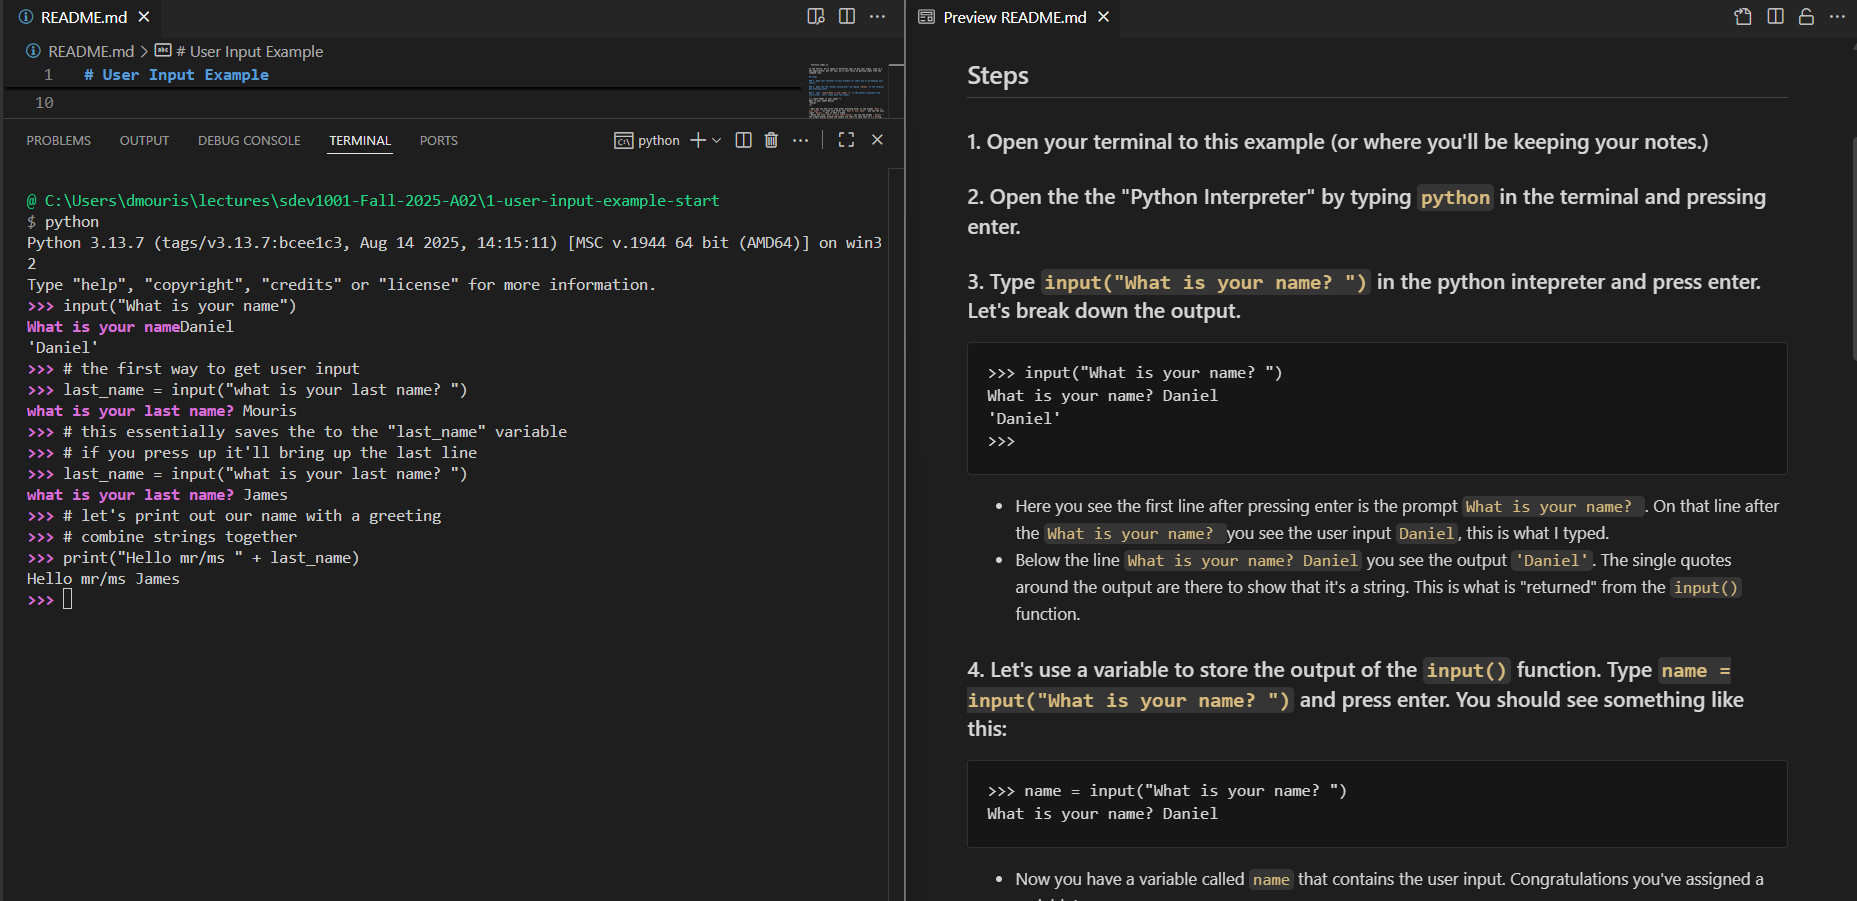 README.md
README.md > # User Input Example
1 # User Input Example
10
PROBLEMS OUTPUT DEBUG CONSOLE TERMINAL PORTS python
@ C:\Users\dmouris\lectures\sdev1001-Fall-2025-A02\1-user-input-example-start
$ python
Python 3.13.7 (tags/v3.13.7:bcee1c3, Aug 14 2025, 14:15:11) [MSC v.1944 64 bit (AMD64)] on win3
2
Type "help", "copyright", "credits" or "license" for more information.
>>> input("What is your name")
What is your nameDaniel
'Daniel'
>>> # the first way to get user input
>>> last_name = input("what is your last name? ")
what is your last name? Mouris
>>> # this essentially saves the to the "last_name" variable
>>> # if you press up it'll bring up the last line
>>> last_name = input("what is your last name? ")
what is your last name? James
>>> # let's print out our name with a greeting
>>> # combine strings together
>>> print("Hello mr/ms " + last_name)
Hello mr/ms James
>>>
Preview README.md
Steps
1. Open your terminal to this example (or where you'll be keeping your notes.)
2. Open the the "Python Interpreter" by typing python in the terminal and pressing
enter.
3. Type input("What is your name? ") in the python intepreter and press enter.
Let's break down the output.
>>> input("What is your name? ")
What is your name? Daniel
'Daniel'
>>>
• Here you see the first line after pressing enter is the prompt What is your name? . On that line after
the What is your name? you see the user input Daniel, this is what I typed.
• Below the line What is your name? Daniel you see the output 'Daniel'. The single quotes
around the output are there to show that it's a string. This is what is "returned" from the input()
function.
4. Let's use a variable to store the output of the input() function. Type name =
input("What is your name? ") and press enter. You should see something like
this:
>>> name = input("What is your name? ")
What is your name? Daniel
• Now you have a variable called name that contains the user input. Congratulations you've assigned a